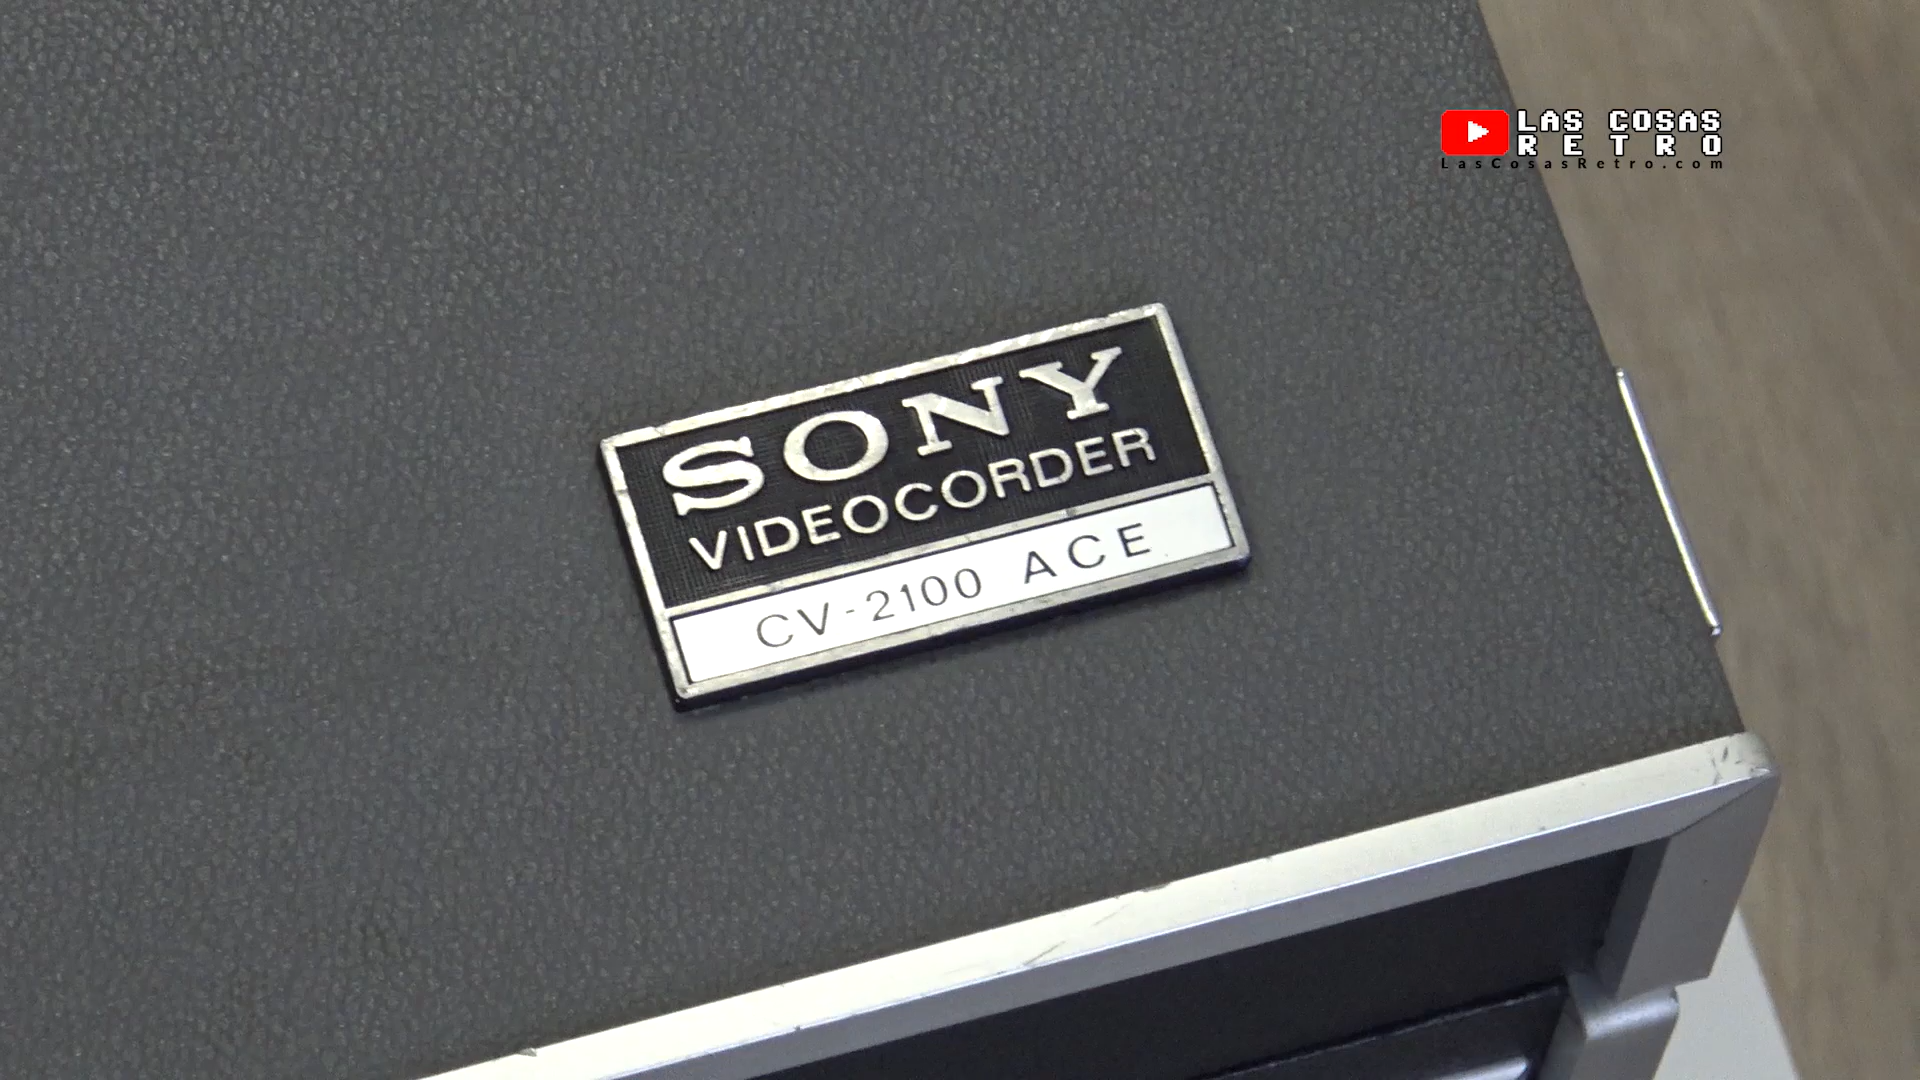 LAS COSAS
RETRO
LasCosasRetro.com
SONY
VIDEOCORDER
CV-2100 ACE